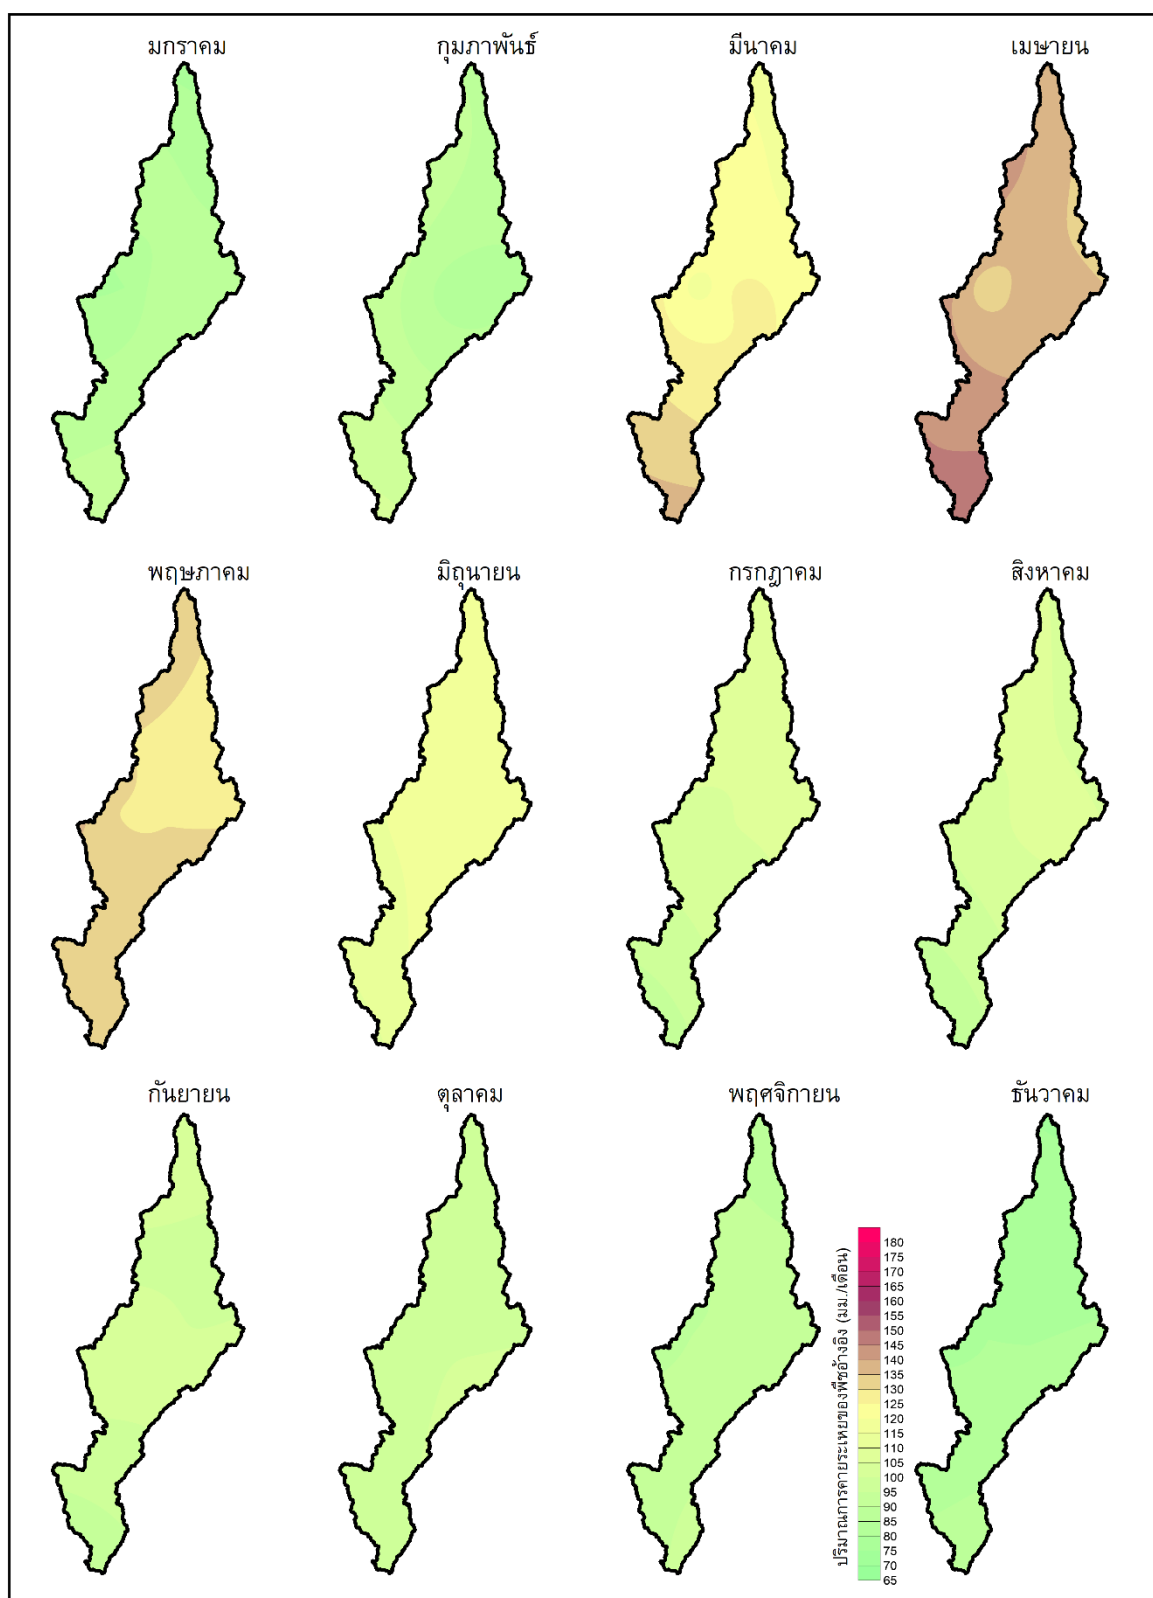 มกราคม
กุมภาพันธ์
มีนาคม
เมษายน
พฤษภาคม
มิถุนายน
กรกฎาคม
สิงหาคม
กันยายน
ตุลาคม
พฤศจิกายน
ธันวาคม
ปริมาณการคายระเหยของพืชอ้างอิง (มม./เดือน)
180
175
170
165
160
155
150
145
140
135
130
125
120
115
110
105
100
95
90
85
80
75
70
65